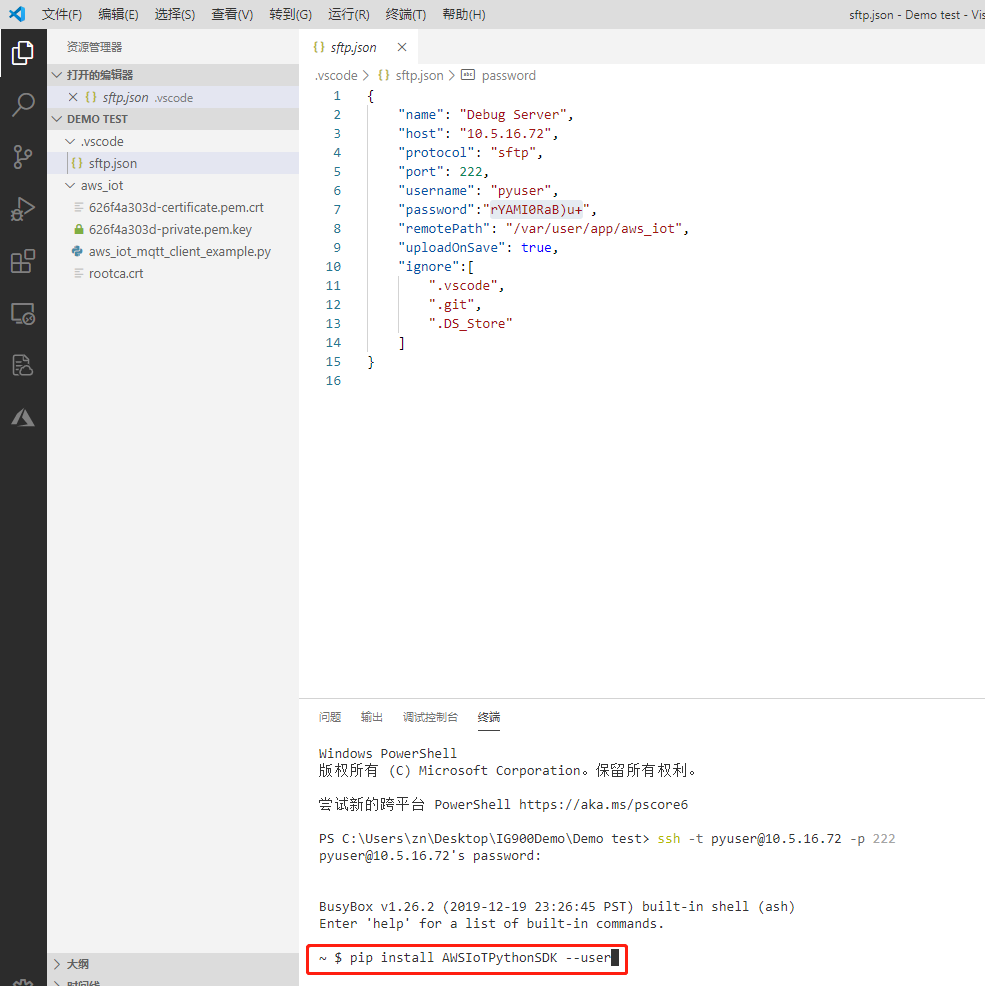 文件(F) 编辑(E) 选择(S) 查看(V) 转到(G) 运行(R) 终端(T) 帮助(H) sftp.json - Demo test - Vis
资源管理器
打开的编辑器
{} sftp.json .vscode
DEMO TEST
.vscode
{} sftp.json
aws_iot
626f4a303d-certificate.pem.crt
626f4a303d-private.pem.key
aws_iot_mqtt_client_example.py
rootca.crt
大纲
时间线
{} sftp.json
.vscode > {} sftp.json > abc password
1 {
2 "name": "Debug Server",
3 "host": "10.5.16.72",
4 "protocol": "sftp",
5 "port": 222,
6 "username": "pyuser",
7 "password":"rYAMI0RaB)u+",
8 "remotePath": "/var/user/app/aws_iot",
9 "uploadOnSave": true,
10 "ignore":[
11 ".vscode",
12 ".git",
13 ".DS_Store"
14 ]
15 }
16
问题 输出 调试控制台 终端
Windows PowerShell
版权所有 (C) Microsoft Corporation。保留所有权利。
尝试新的跨平台 PowerShell https://aka.ms/pscore6
PS C:\Users\zn\Desktop\IG900Demo\Demo test> ssh -t pyuser@10.5.16.72 -p 222
pyuser@10.5.16.72's password:
BusyBox v1.26.2 (2019-12-19 23:26:45 PST) built-in shell (ash)
Enter 'help' for a list of built-in commands.
~ $ pip install AWSIoTPythonSDK --user